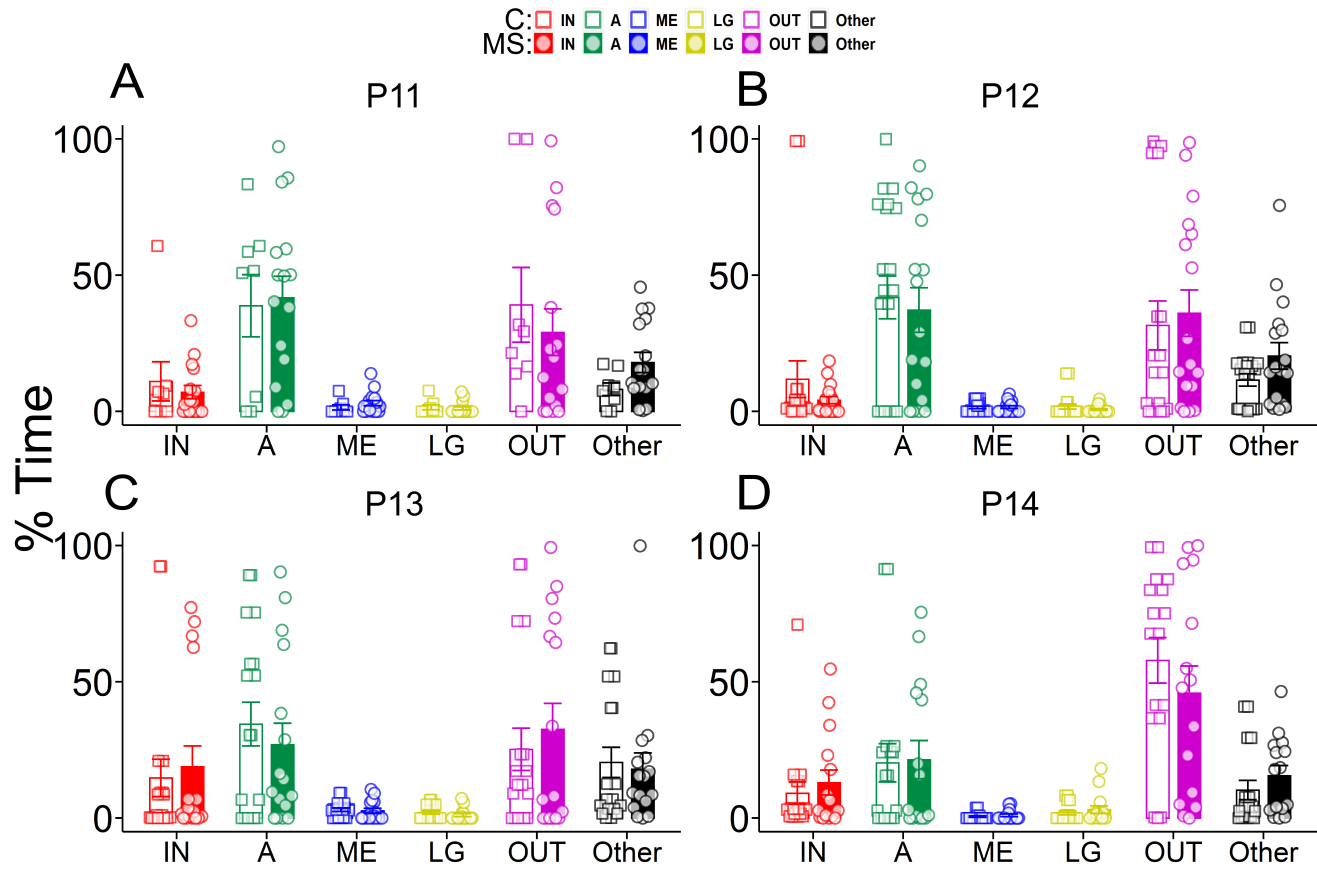 C: IN A ME LG OUT Other
MS: IN A ME LG OUT Other
A
P11
B
P12
100
50
0
IN A ME LG OUT Other
100
50
0
IN A ME LG OUT Other
% Time
C
P13
D
P14
100
50
0
IN A ME LG OUT Other
100
50
0
IN A ME LG OUT Other